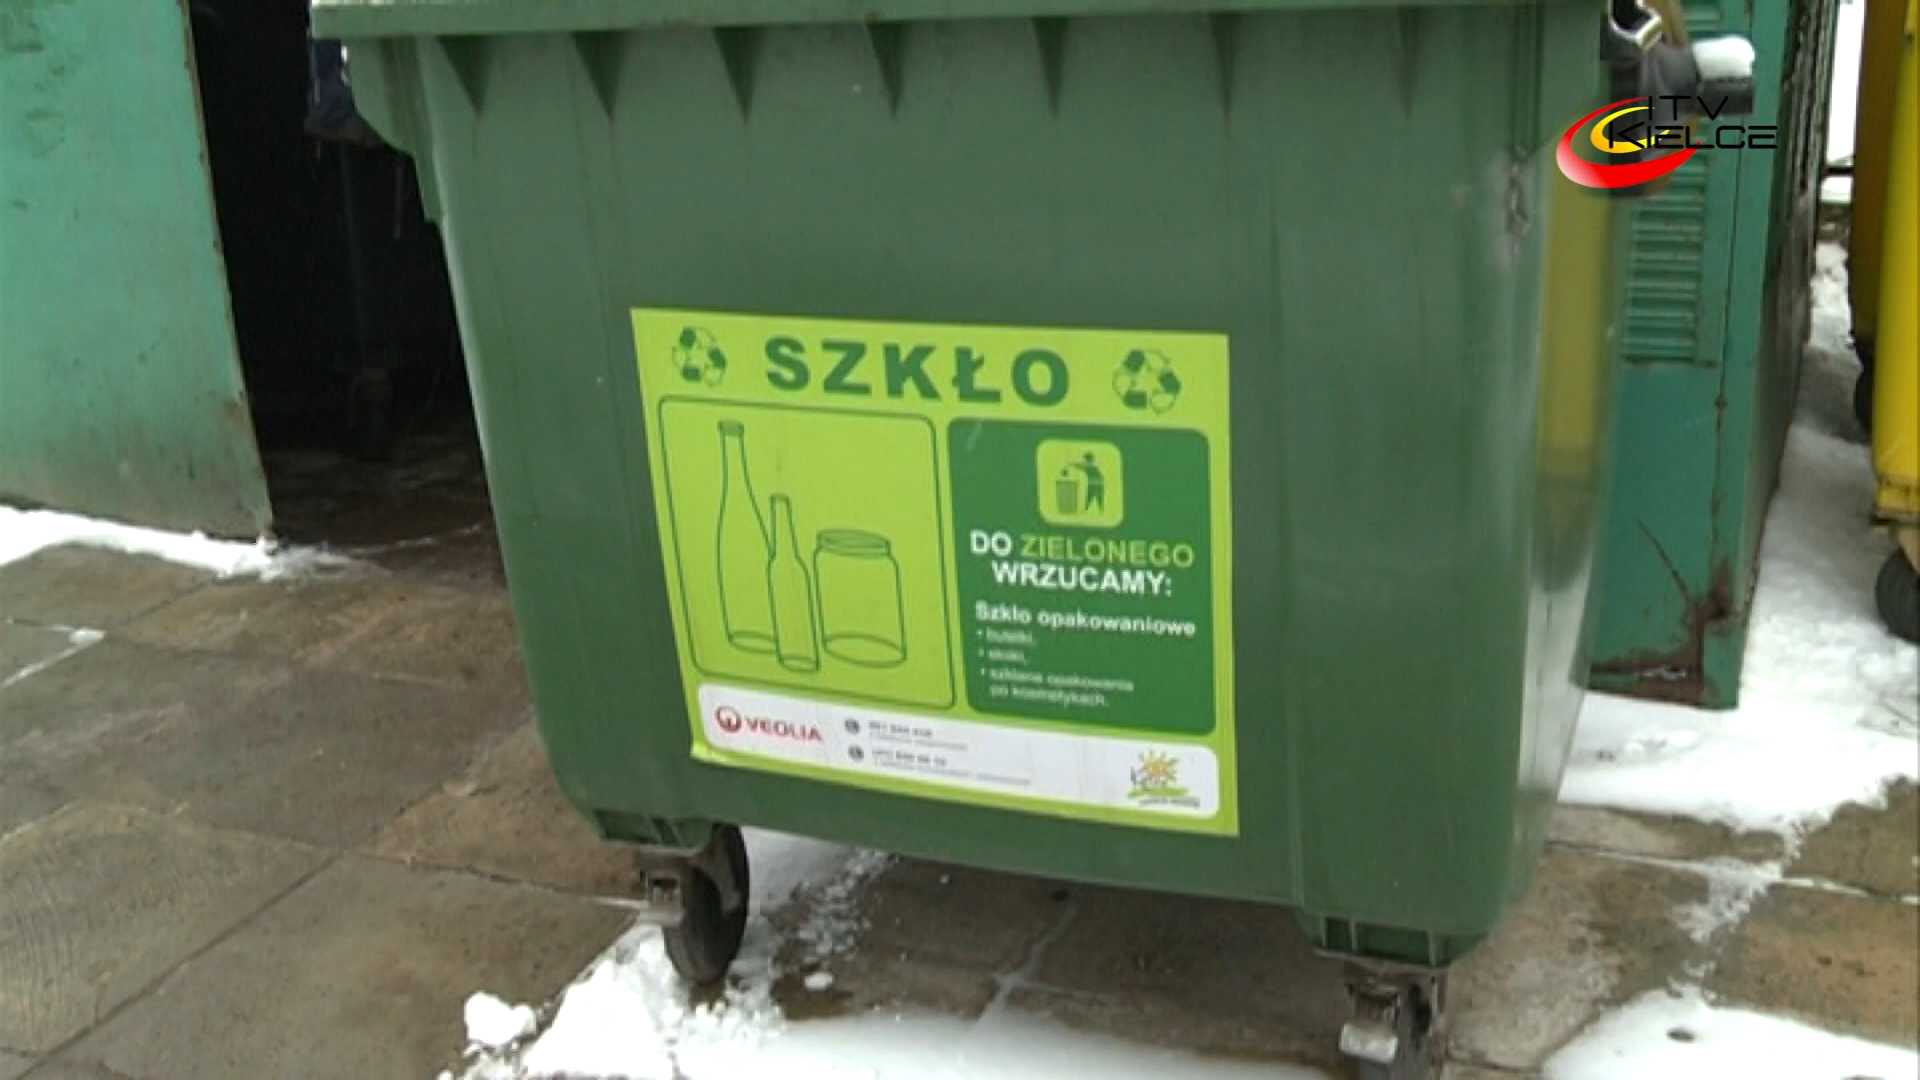 ITV
KIELCE
SZKŁO
DO ZIELONEGO
WRZUCAMY:
Szkło opakowaniowe
• butelki,
• słoiki,
• szklane opakowania
po kosmetykach.
VEOLIA